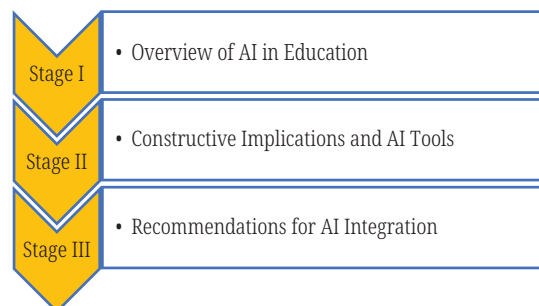 Stage I
• Overview of AI in Education
Stage II
• Constructive Implications and AI Tools
Stage III
• Recommendations for AI Integration